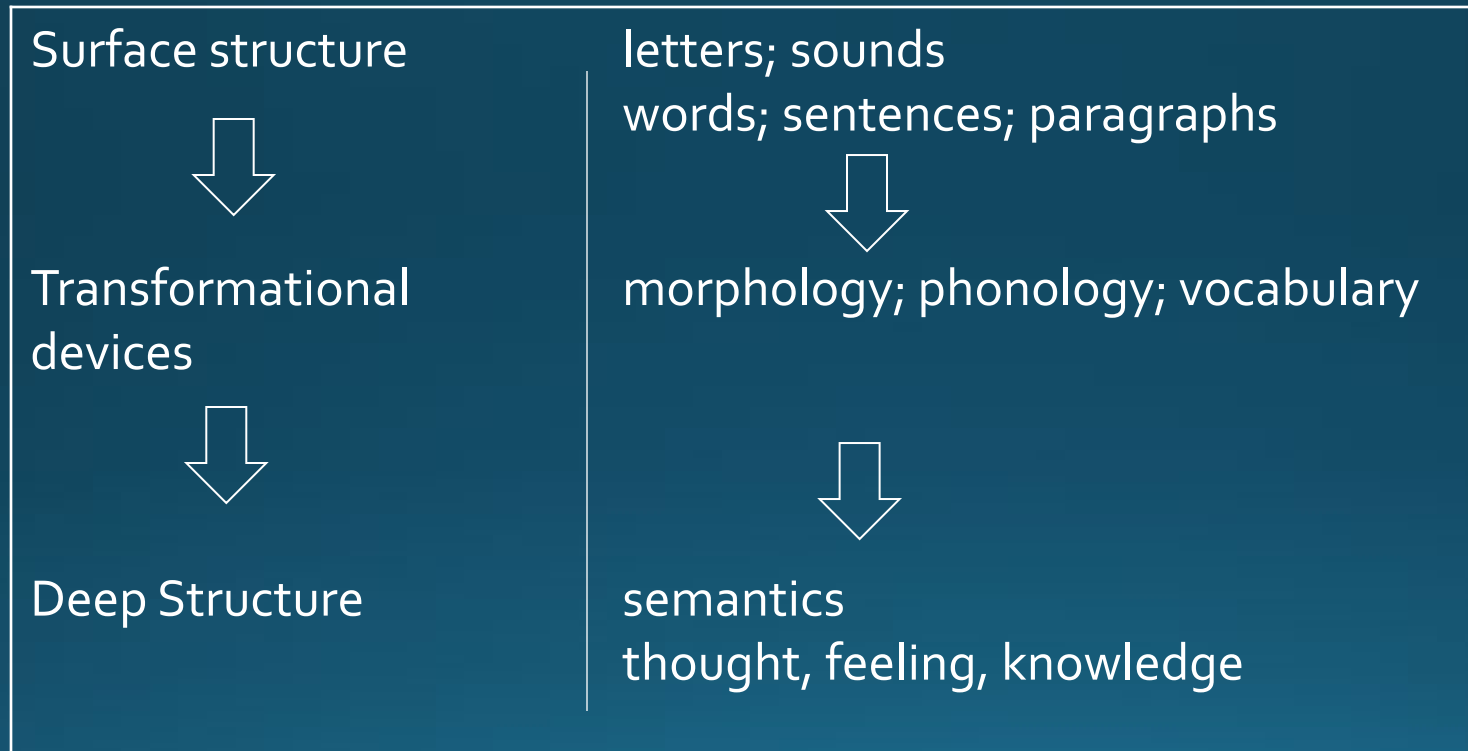 Surface structure
letters; sounds
words; sentences; paragraphs
Transformational
devices
morphology; phonology; vocabulary
Deep Structure
semantics
thought, feeling, knowledge